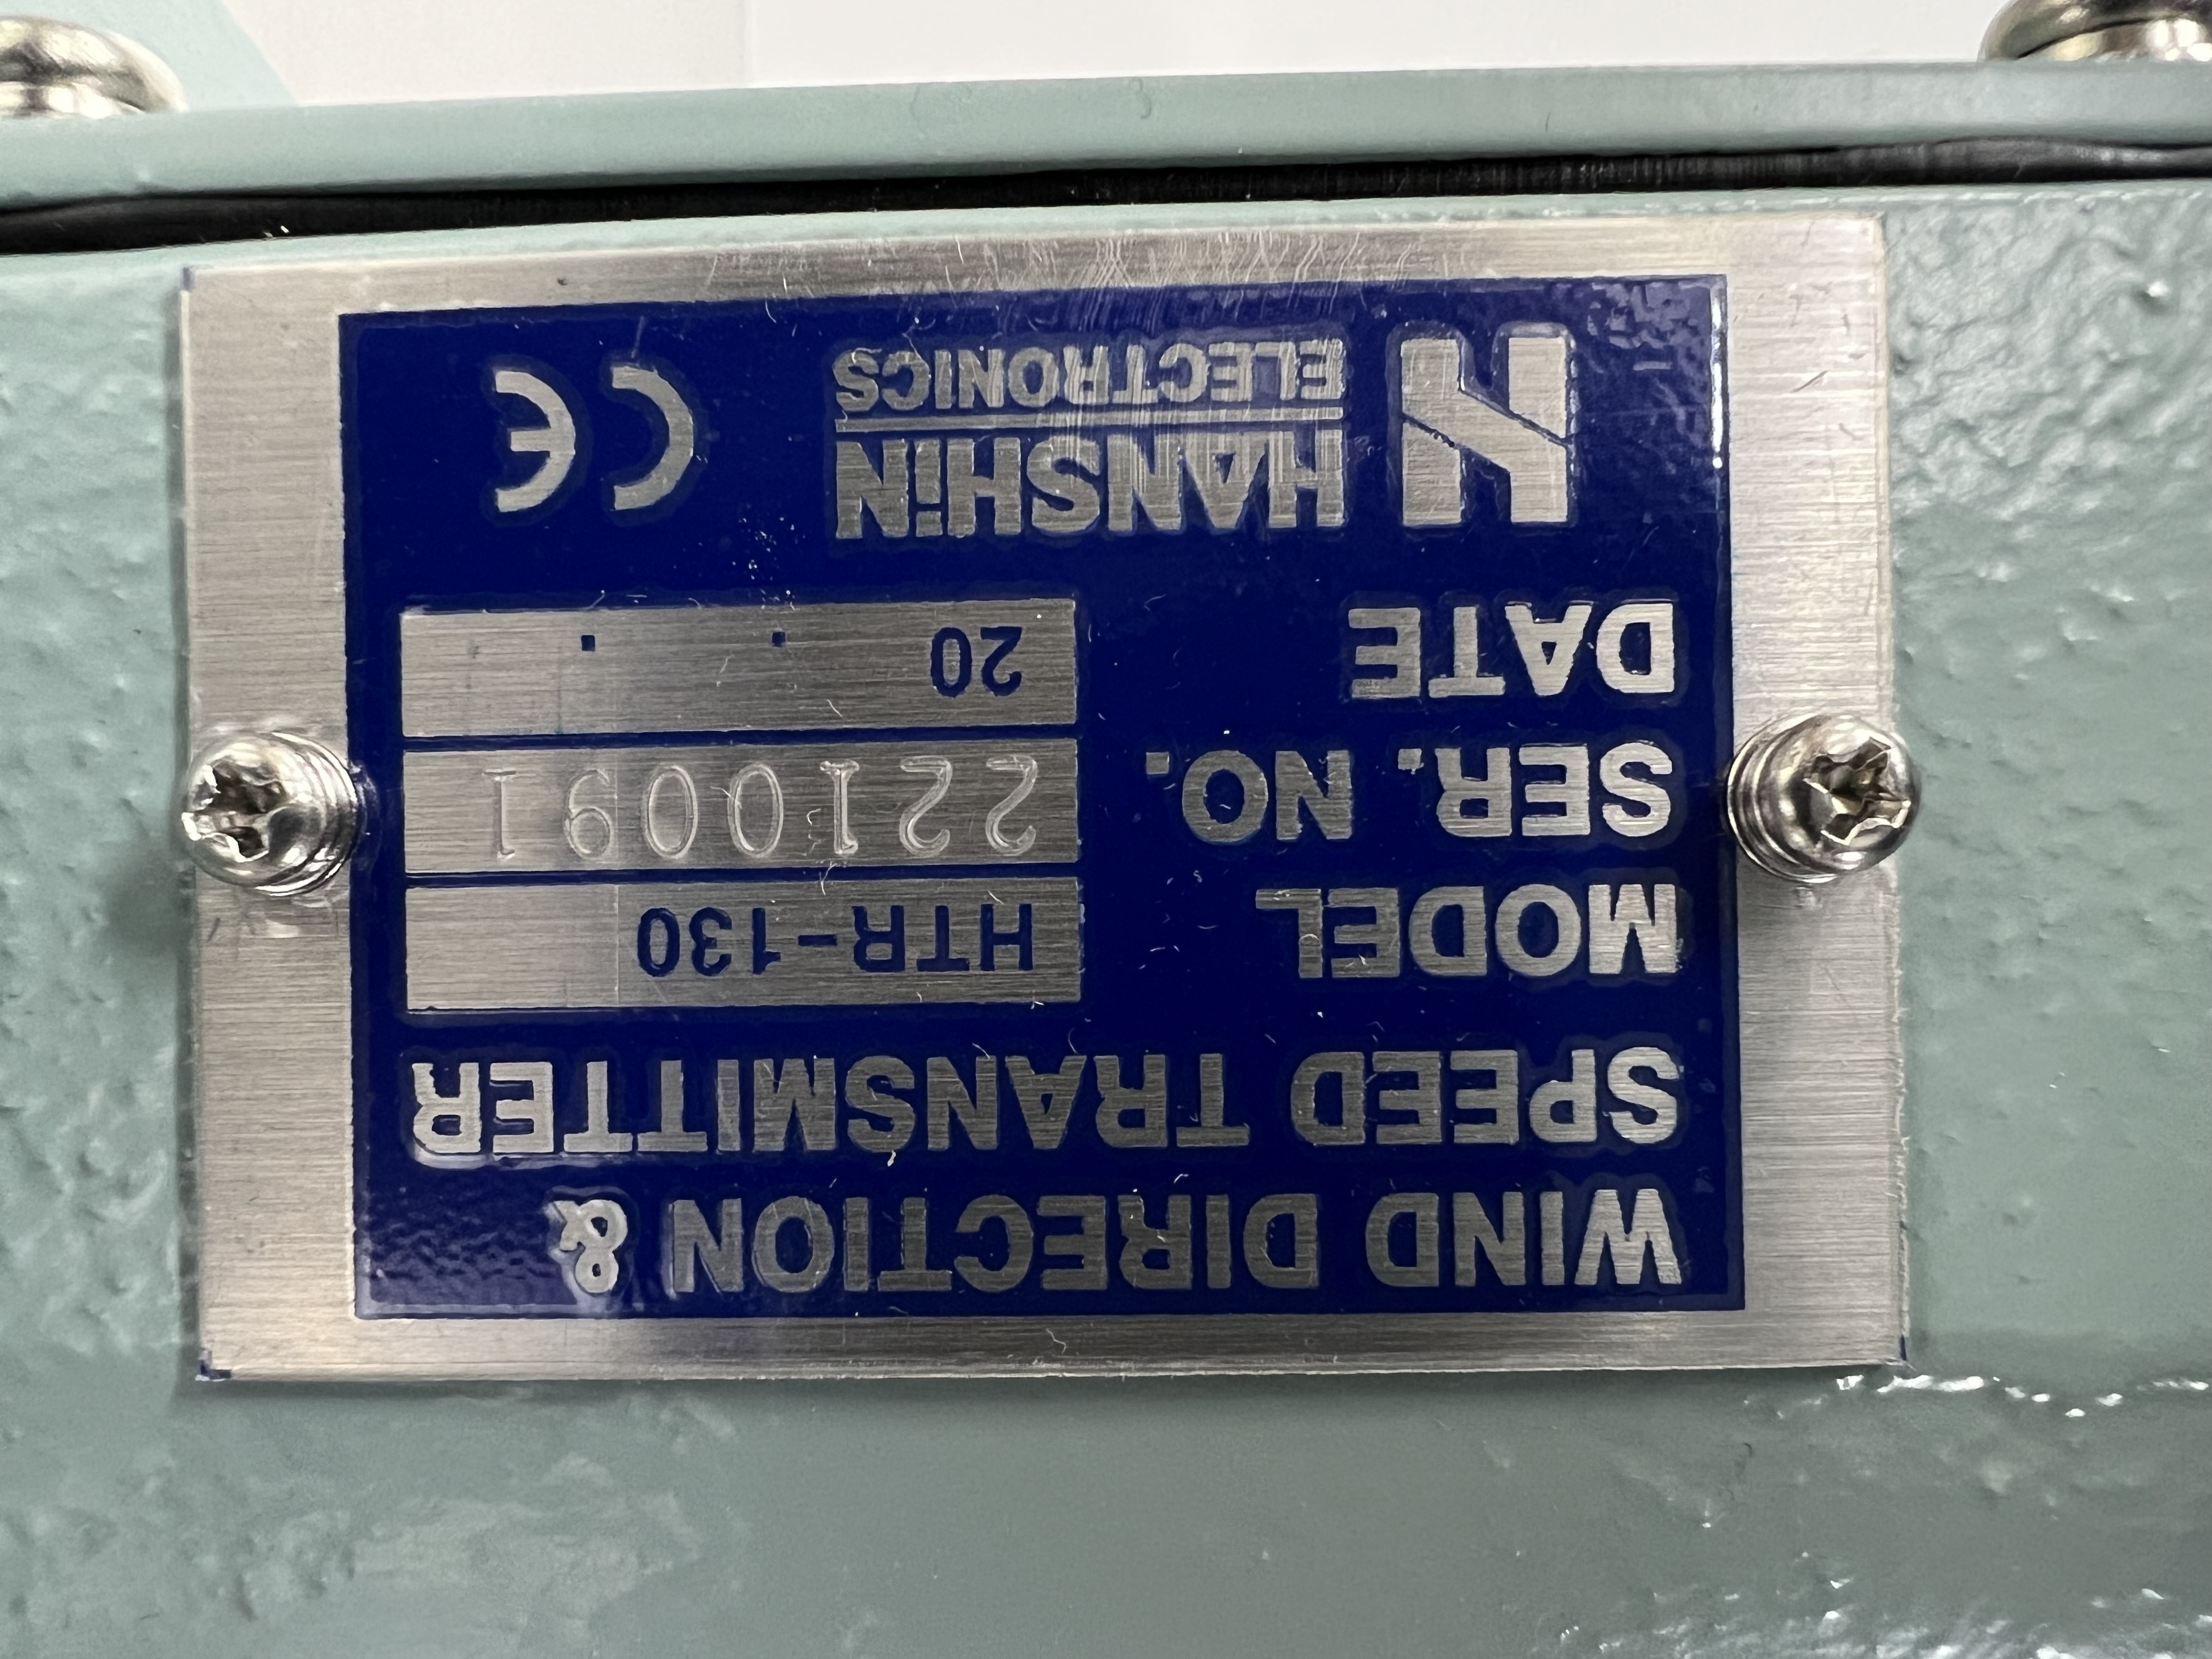 WIND DIRECTION &
SPEED TRANSMITTER
MODEL HTR-130
SER. NO. 2210091
DATE 20 . .
HANSHiN
ELECTRONICS
CE